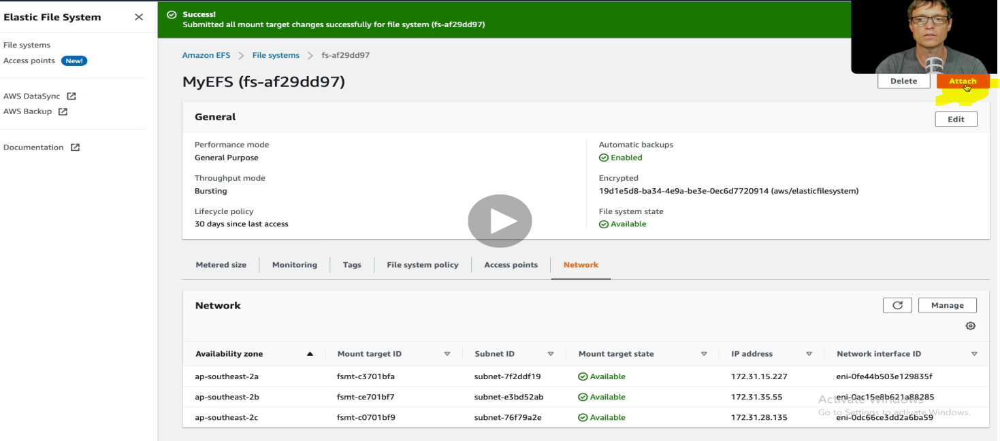 Elastic File System
Success!
Submitted all mount target changes successfully for file system (fs-af29dd97)
File systems
Access points New!
AWS DataSync
AWS Backup
Documentation
Amazon EFS > File systems > fs-af29dd97
MyEFS (fs-af29dd97)
Delete Attach
General
Edit
Performance mode
General Purpose
Automatic backups
Enabled
Throughput mode
Bursting
Encrypted
19d1e5d8-ba34-4e9a-be3e-0ec6d7720914 (aws/elasticfilesystem)
Lifecycle policy
30 days since last access
File system state
Available
Metered size Monitoring Tags File system policy Access points Network
Network
Manage
Availability zone Mount target ID Subnet ID Mount target state IP address Network interface ID
ap-southeast-2a fsmt-c3701bfa subnet-7f2ddf19 Available 172.31.15.227 eni-0fe44b503e129835f
ap-southeast-2b fsmt-ce701bf7 subnet-e3bd52ab Available 172.31.35.55 eni-0ac15e8b621a88285
ap-southeast-2c fsmt-c0701bf9 subnet-76f79a2e Available 172.31.28.135 eni-0dc66ce3dd2a6ba59
Activate Windows
Go to Settings to activate Windows.